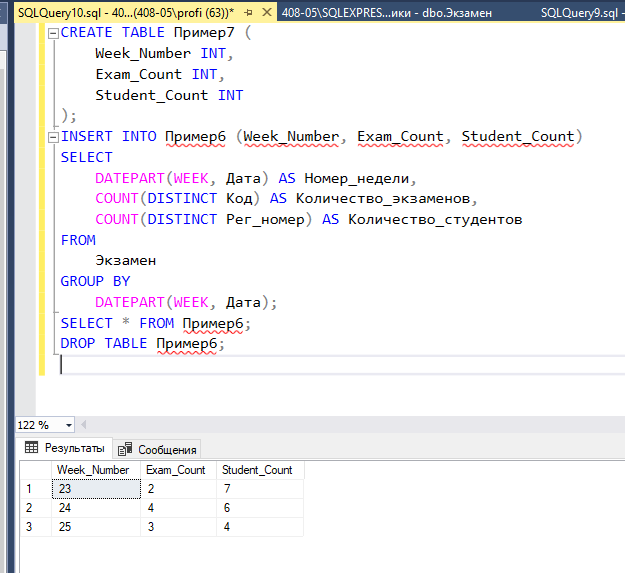 SQLQuery10.sql - 40...(408-05\profi (63))* 408-05\SQLEXPRES...ики - dbo.Экзамен SQLQuery9.sql -
CREATE TABLE Пример7 (
Week_Number INT,
Exam_Count INT,
Student_Count INT
);
INSERT INTO Пример6 (Week_Number, Exam_Count, Student_Count)
SELECT
DATEPART(WEEK, Дата) AS Номер_недели,
COUNT(DISTINCT Код) AS Количество_экзаменов,
COUNT(DISTINCT Рег_номер) AS Количество_студентов
FROM
Экзамен
GROUP BY
DATEPART(WEEK, Дата);
SELECT * FROM Пример6;
DROP TABLE Пример6;
122 %
Результаты Сообщения
Week_Number Exam_Count Student_Count
1 23 2 7
2 24 4 6
3 25 3 4